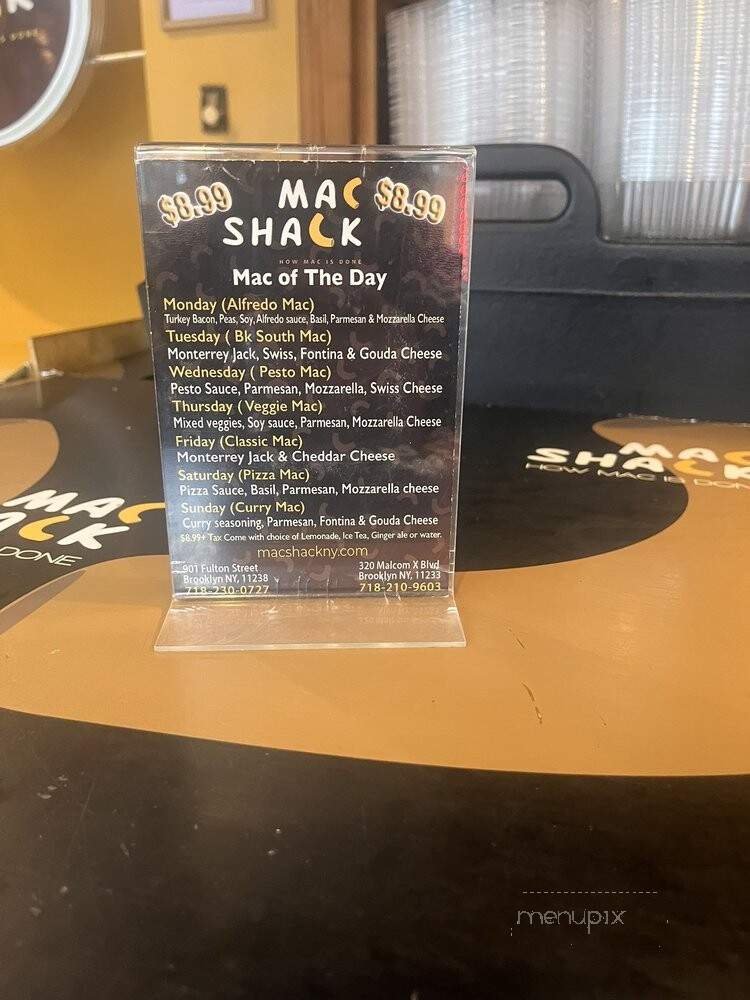 $8.99 MAC $8.99
SHACK
HOW MAC IS DONE
Mac of The Day
Monday (Alfredo Mac)
Turkey Bacon, Peas, Soy, Alfredo sauce, Basil, Parmesan & Mozzarella Cheese
Tuesday ( Bk South Mac)
Monterrey Jack, Swiss, Fontina & Gouda Cheese
Wednesday ( Pesto Mac)
Pesto Sauce, Parmesan, Mozzarella, Swiss Cheese
Thursday ( Veggie Mac)
Mixed veggies, Soy sauce, Parmesan, Mozzarella Cheese
Friday (Classic Mac)
Monterrey Jack & Cheddar Cheese
Saturday (Pizza Mac)
Pizza Sauce, Basil, Parmesan, Mozzarella cheese
Sunday (Curry Mac)
Curry seasoning, Parmesan, Fontina & Gouda Cheese
$8.99+ Tax Come with choice of Lemonade, Ice Tea, Ginger ale or water.
macshackny.com
901 Fulton Street
Brooklyn NY, 11238
718-230-0727
320 Malcom X Blvd
Brooklyn NY, 11233
718-210-9603
MAC
SHACK
HOW MAC IS DONE
MAC
ACK
DONE
menupix